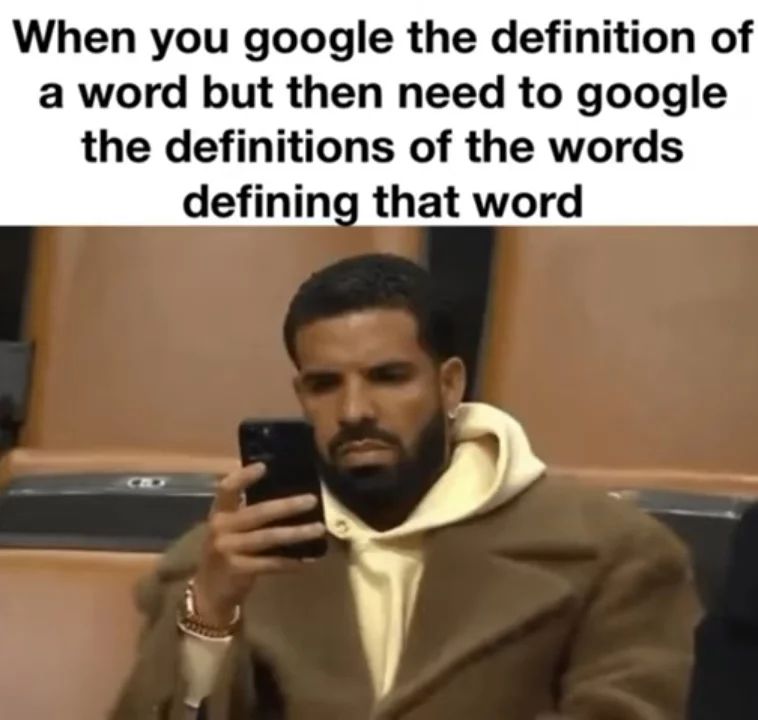 When you google the definition of
a word but then need to google
the definitions of the words
defining that word